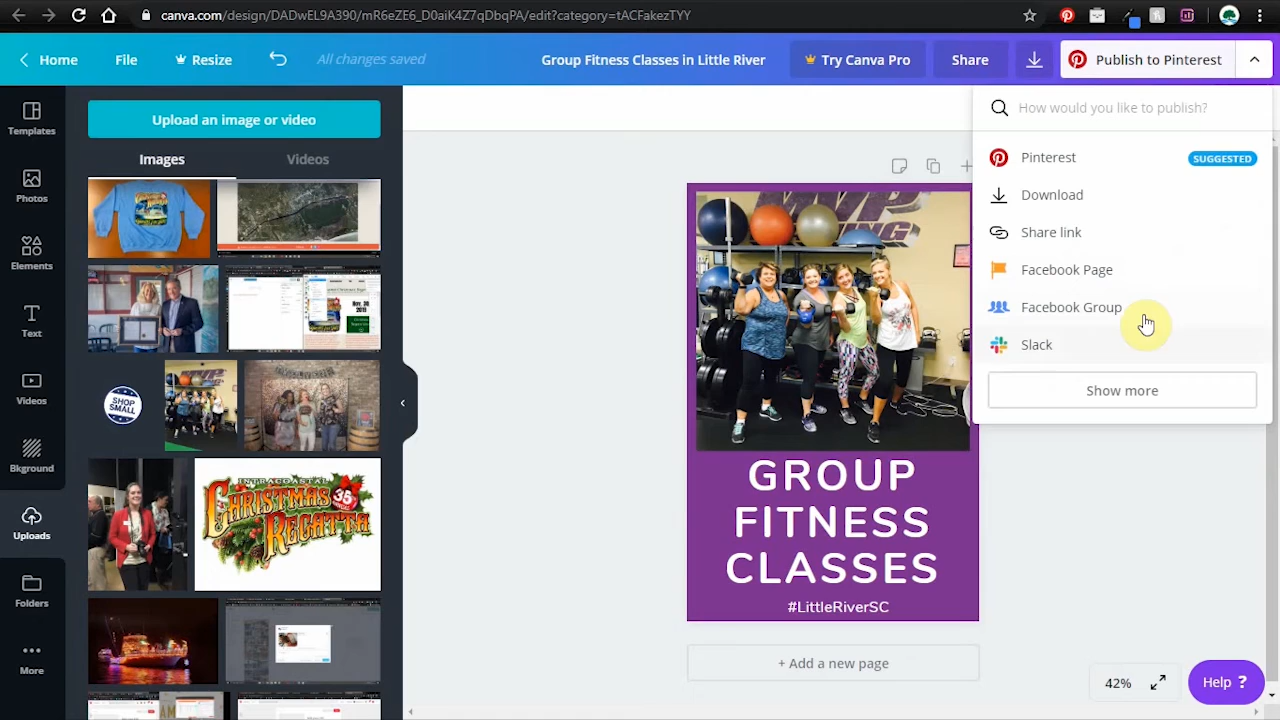 canva.com/design/DADwEL9A390/mR6eZE6_D0aiK4Z7qDbqPA/edit?category=tACFakezTYY
Home
File
Resize
All changes saved
Group Fitness Classes in Little River
Try Canva Pro
Share
Publish to Pinterest
Templates
Photos
Elements
Text
Videos
Bkground
Uploads
Folders
More
Upload an image or video
Images
Videos
SHOP
SMALL
INTRACOASTAL
CHRISTMAS
REGATTA
35
How would you like to publish?
Pinterest
SUGGESTED
Download
Share link
Facebook Page
Facebook Group
Slack
Show more
GROUP
FITNESS
CLASSES
#LittleRiverSC
+ Add a new page
42%
Help ?